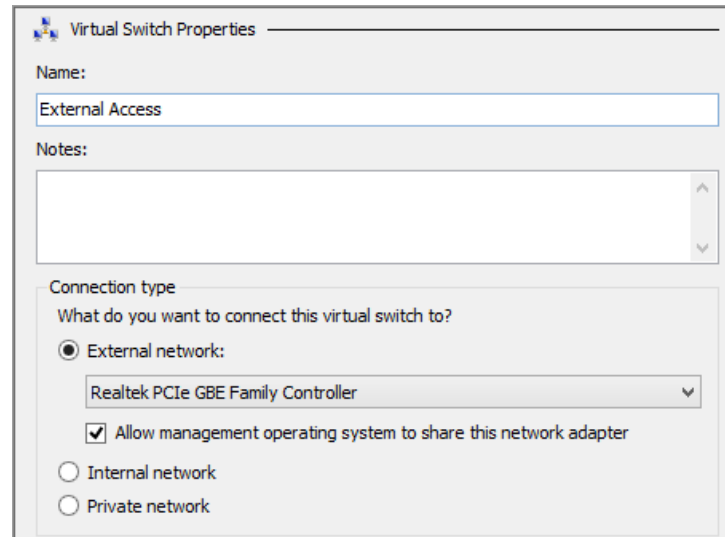 Virtual Switch Properties
Name:
External Access
Notes:
Connection type
What do you want to connect this virtual switch to?
External network:
Realtek PCIe GBE Family Controller
Allow management operating system to share this network adapter
Internal network
Private network